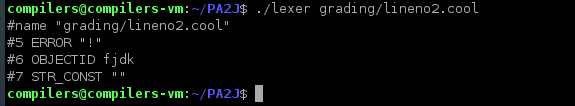 compilers@compilers-vm:~/PA2J$ ./lexer grading/lineno2.cool
#name "grading/lineno2.cool"
#5 ERROR "!"
#6 OBJECTID fjdk
#7 STR_CONST ""
compilers@compilers-vm:~/PA2J$